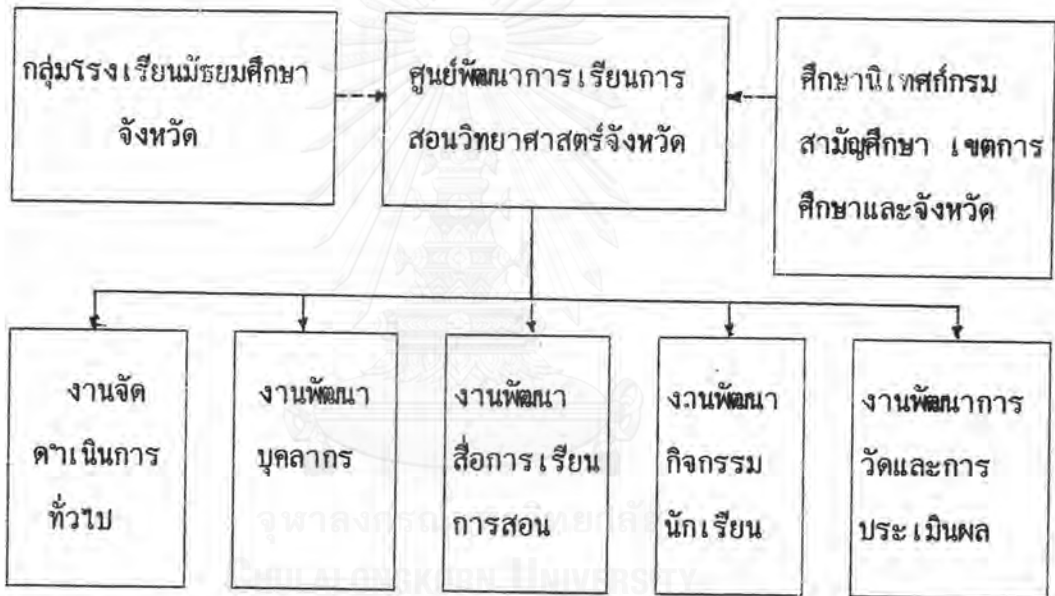 กลุ่มโรงเรียนมัธยมศึกษา
จังหวัด
ศูนย์พัฒนาการเรียนการ
สอนวิทยาศาสตร์จังหวัด
ศึกษานิเทศก์กรม
สามัญศึกษา เขตการ
ศึกษาและจังหวัด
งานจัด
ดำเนินการ
ทั่วไป
งานพัฒนา
บุคลากร
งานพัฒนา
สื่อการเรียน
การสอน
งานพัฒนา
กิจกรรม
นักเรียน
งานพัฒนาการ
วัดและการ
ประเมินผล
จุฬาลงกรณ์มหาวิทยาลัย
CHULALONGKORN UNIVERSITY